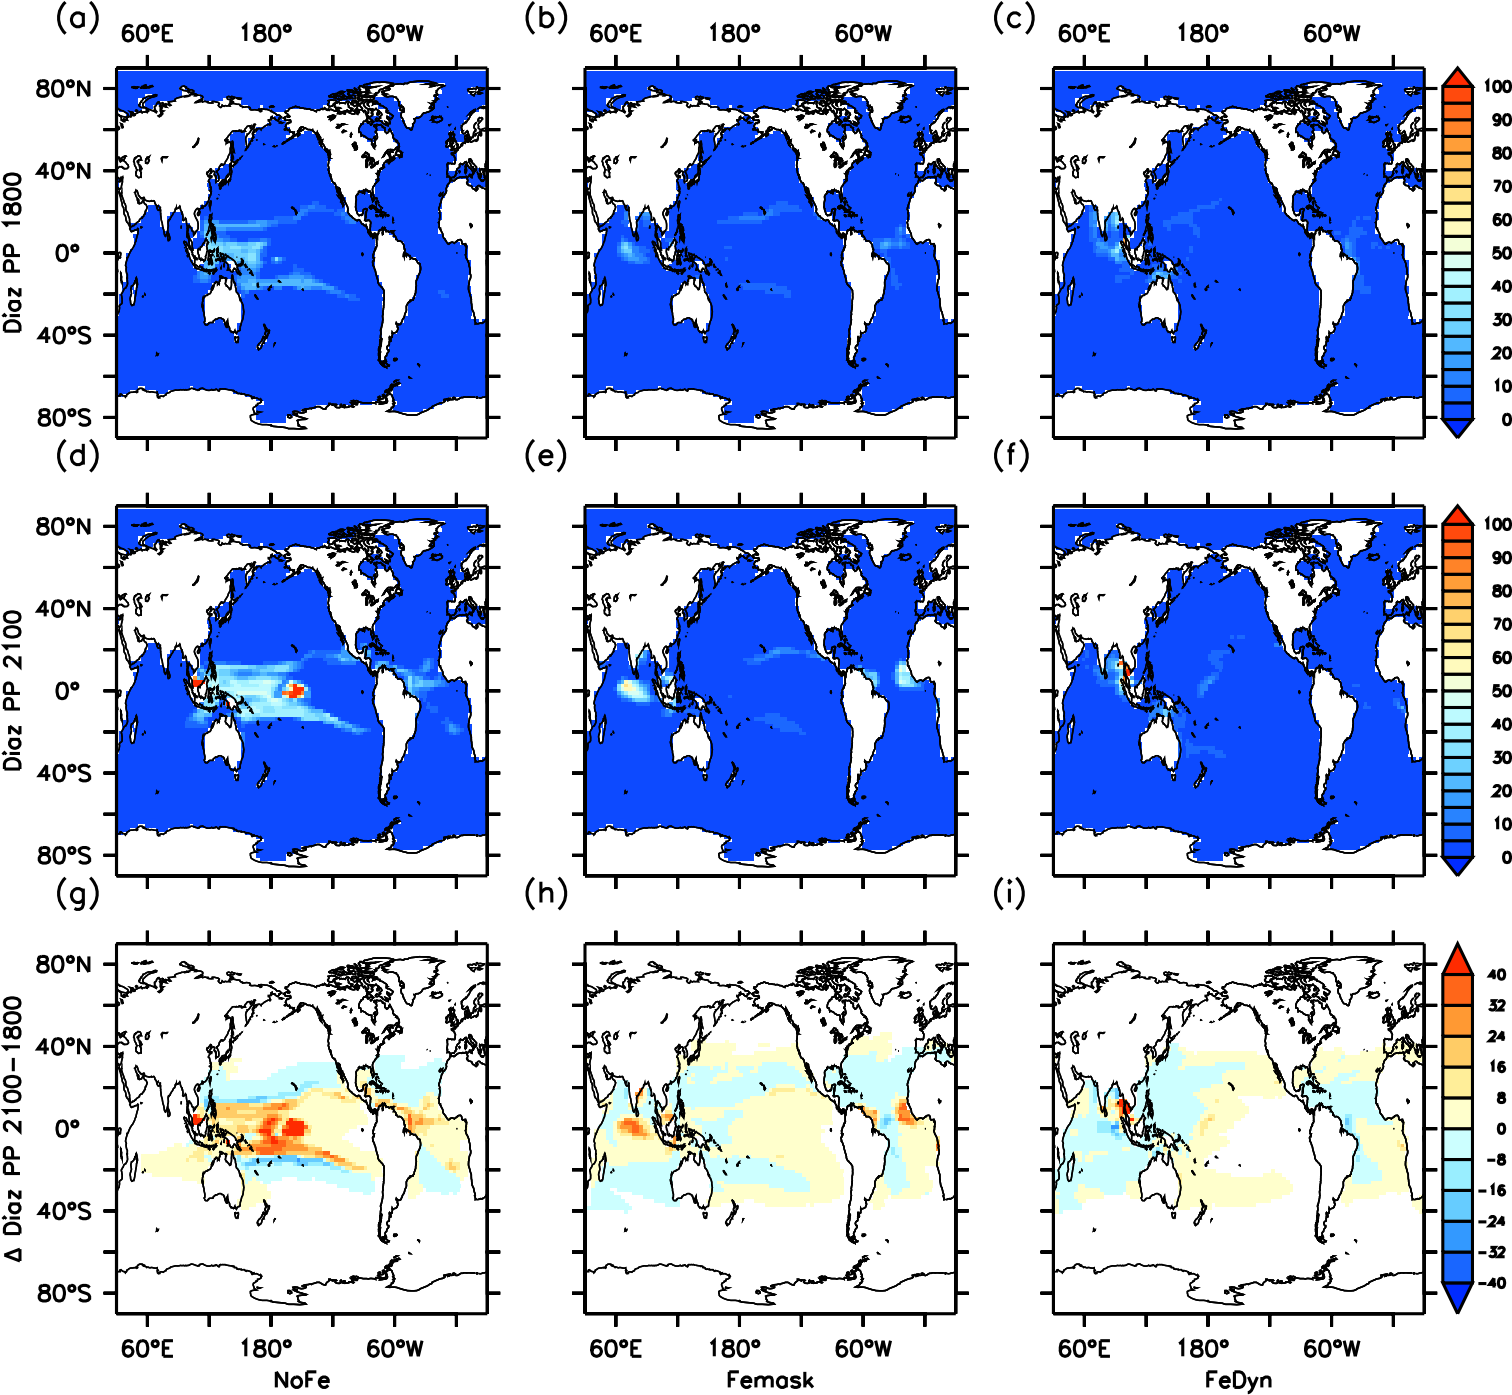 (a) (b) (c)
60°E 180° 60°W 60°E 180° 60°W 60°E 180° 60°W
Diaz PP 1800
80°N
40°N
0°
40°S
80°S
100
90
80
70
60
50
40
30
20
10
0
(d) (e) (f)
Diaz PP 2100
80°N
40°N
0°
40°S
80°S
100
90
80
70
60
50
40
30
20
10
0
(g) (h) (i)
Δ Diaz PP 2100-1800
80°N
40°N
0°
40°S
80°S
40
32
24
16
8
0
-8
-16
-24
-32
-40
60°E 180° 60°W 60°E 180° 60°W 60°E 180° 60°W
NoFe Femask FeDyn